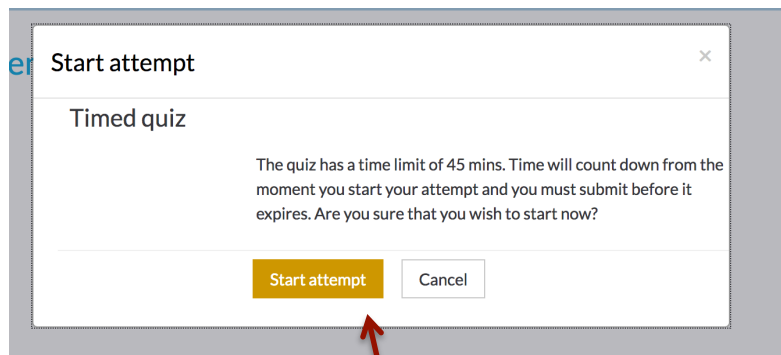 er
Start attempt ×
Timed quiz
The quiz has a time limit of 45 mins. Time will count down from the
moment you start your attempt and you must submit before it
expires. Are you sure that you wish to start now?
Start attempt Cancel